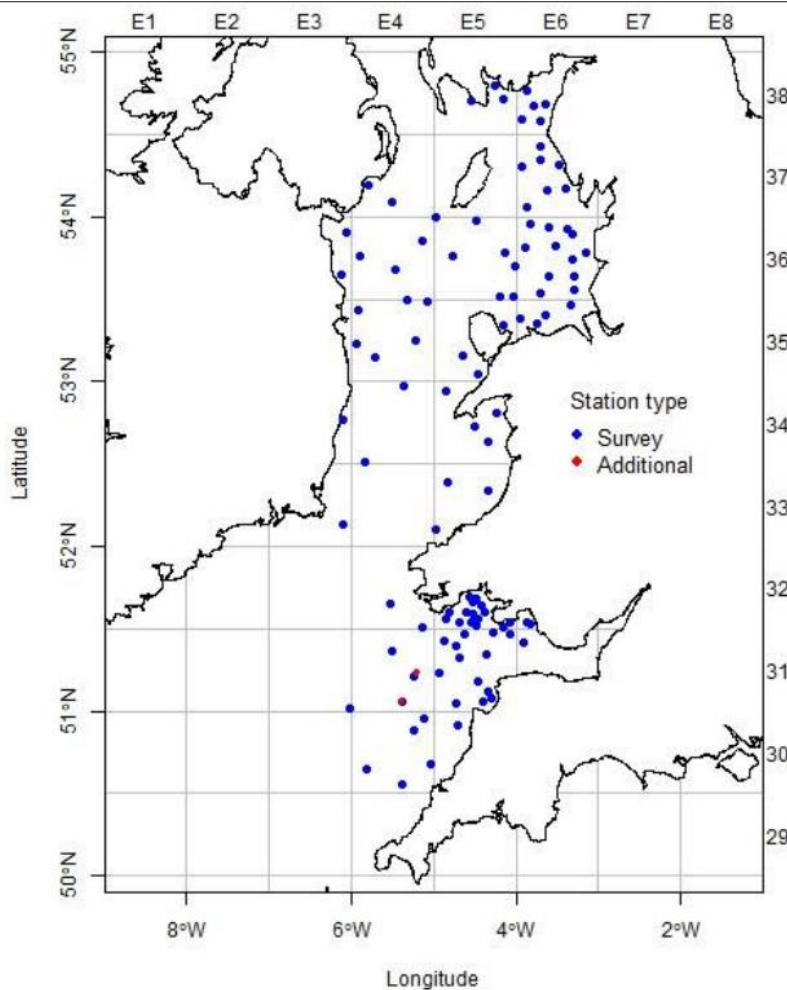 E1 E2 E3 E4 E5 E6 E7 E8
55°N
38
37
54°N
36
35
53°N
Station type
Survey
Additional
34
Latitude
33
52°N
32
31
51°N
30
29
50°N
8°W 6°W 4°W 2°W
Longitude